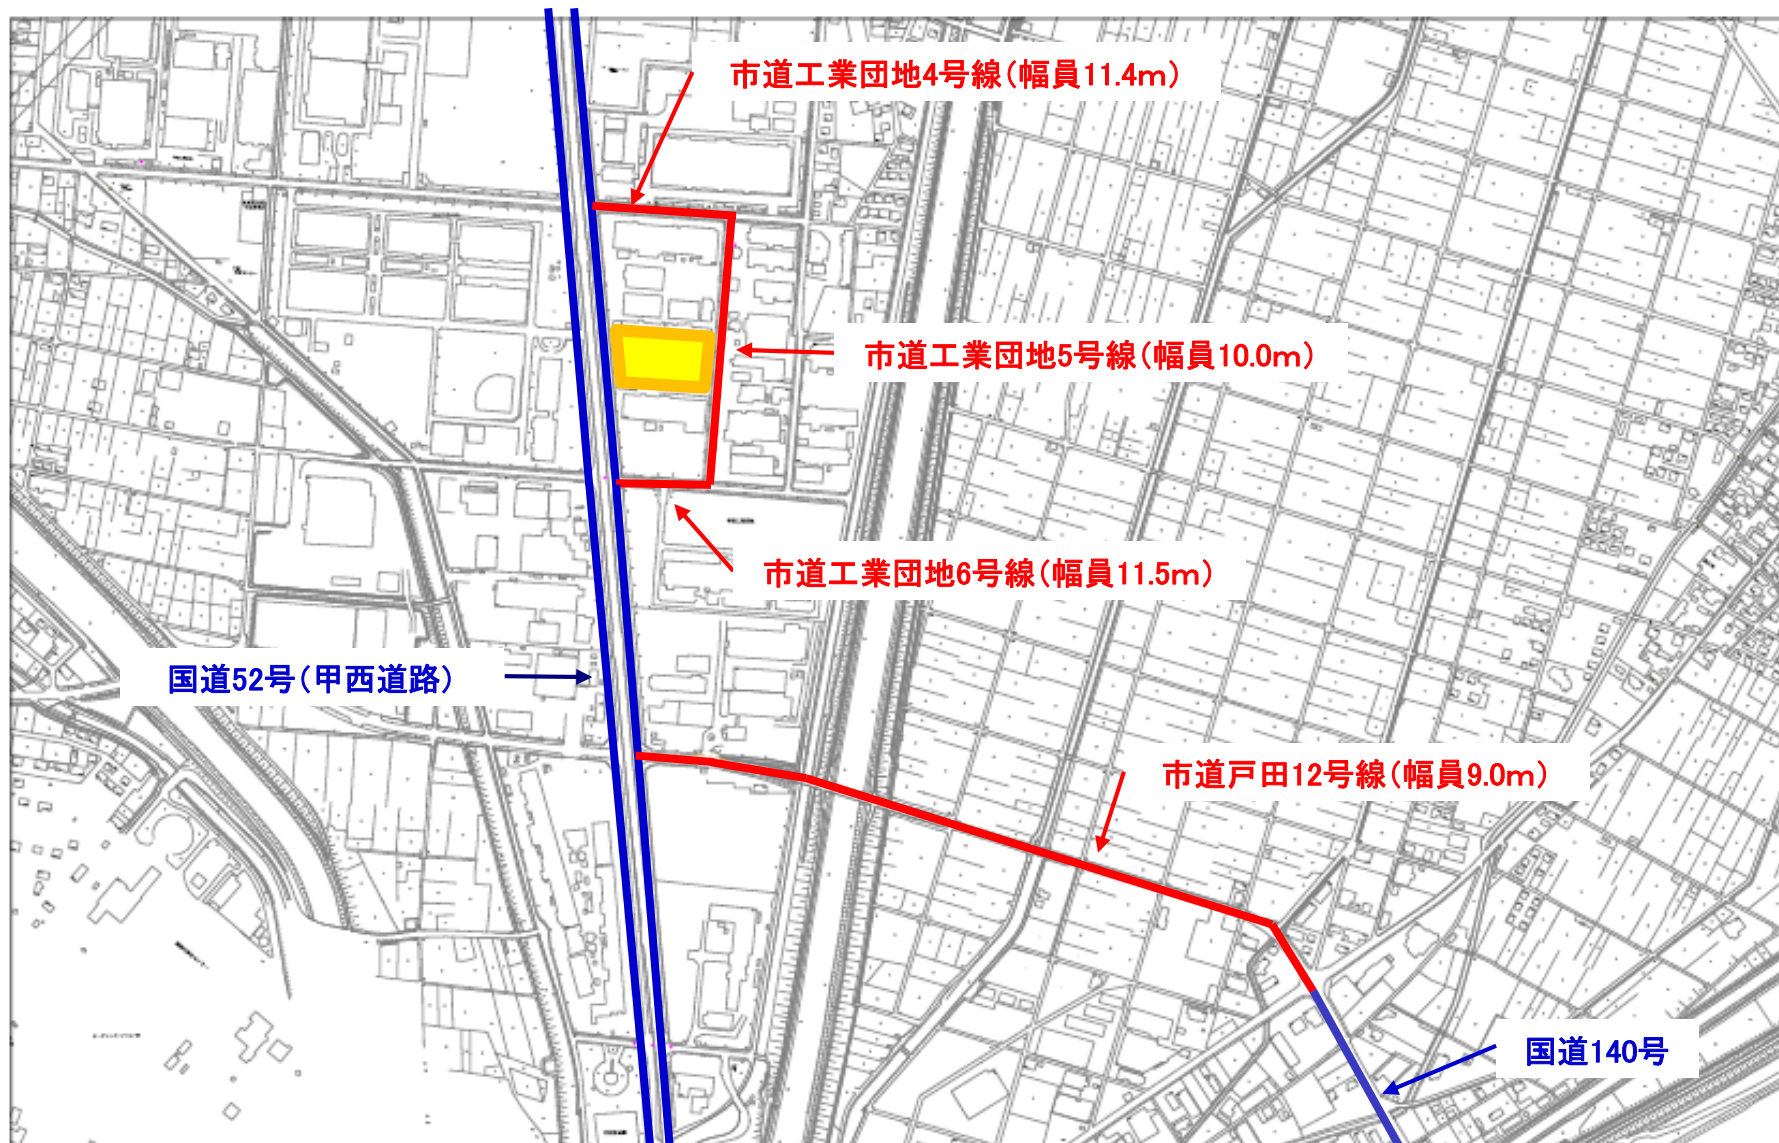 市道工業団地4号線（幅員11.4m）
市道工業団地5号線（幅員10.0m）
市道工業団地6号線（幅員11.5m）
国道52号（甲西道路）
市道戸田12号線（幅員9.0m）
国道140号